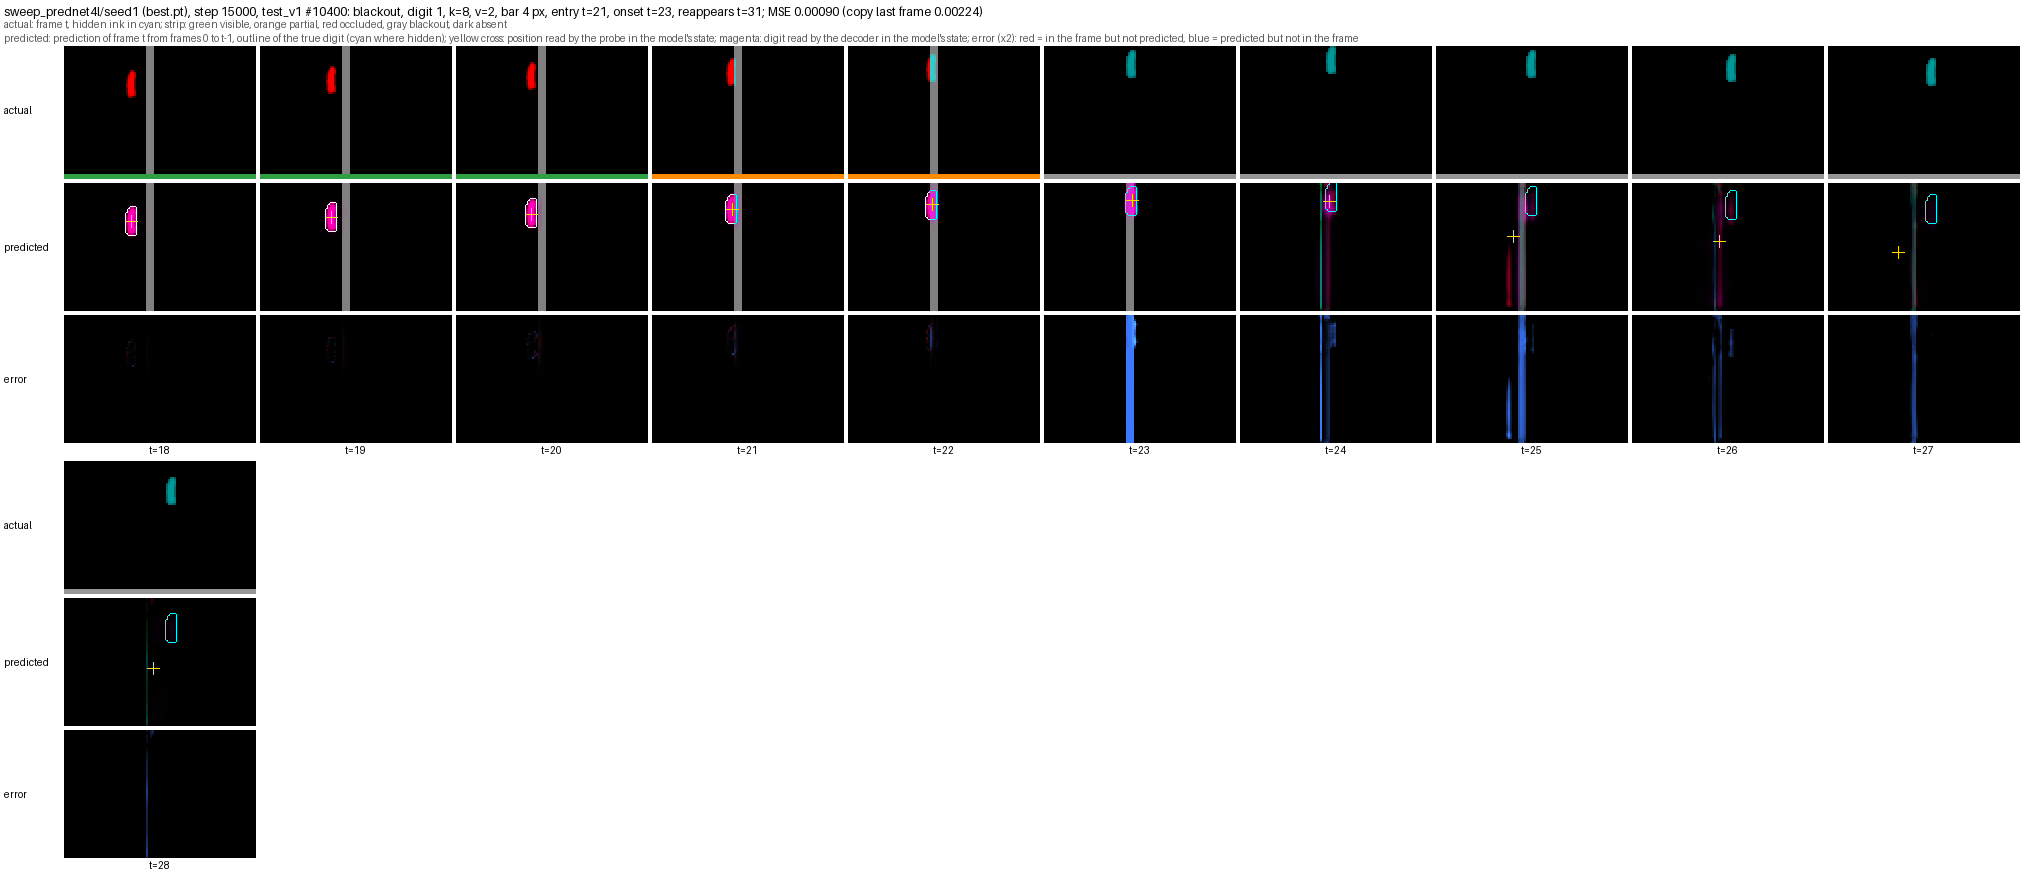 sweep_prednet4l/seed1 (best.pt), step 15000, test_v1 #10400: blackout, digit 1, k=8, v=2, bar 4 px, entry t=21, onset t=23, reappears t=31; MSE 0.00090 (copy last frame 0.00224)
actual: frame t, hidden ink in cyan; strip: green visible, orange partial, red occluded, gray blackout, dark absent
predicted: prediction of frame t from frames 0 to t-1, outline of the true digit (cyan where hidden); yellow cross: position read by the probe in the model's state; magenta: digit read by the decoder in the model's state; error (x2): red = in the frame but not predicted, blue = predicted but not in the frame
actual
predicted
error
t=18 t=19 t=20 t=21 t=22 t=23 t=24 t=25 t=26 t=27
actual
predicted
error
t=28